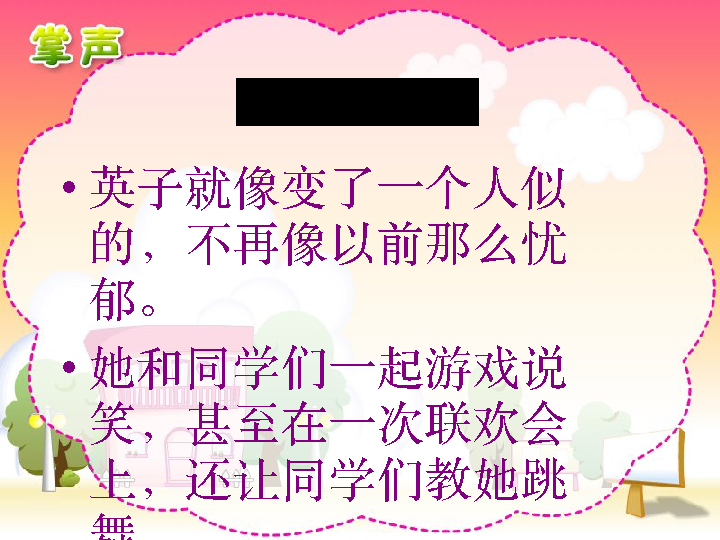 掌声
• 英子就像变了一个人似
的，不再像以前那么忧
郁。
• 她和同学们一起游戏说
笑，甚至在一次联欢会
上，还让同学们教她跳
舞